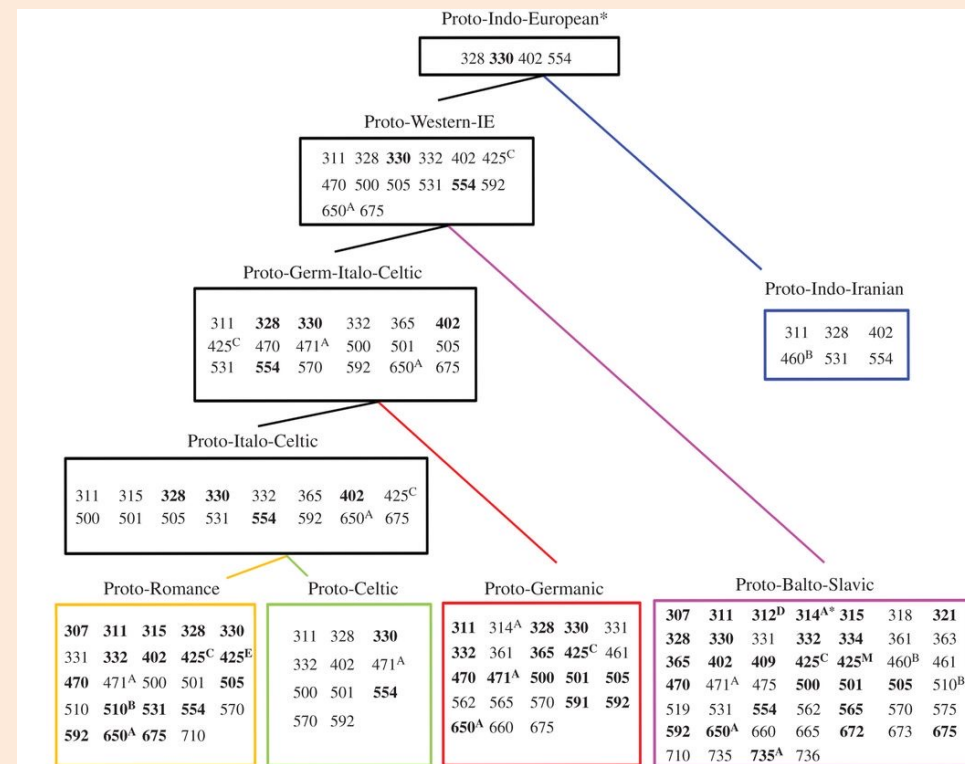 Proto-Indo-European*
328 330 402 554
Proto-Western-IE
311 328 330 332 402 425ᶜ
470 500 505 531 554 592
650ᴬ 675
Proto-Germ-Italo-Celtic
311 328 330 332 365 402
425ᶜ 470 471ᴬ 500 501 505
531 554 570 592 650ᴬ 675
Proto-Indo-Iranian
311 328 402
460ᴮ 531 554
Proto-Italo-Celtic
311 315 328 330 332 365 402 425ᶜ
500 501 505 531 554 592 650ᴬ 675
Proto-Romance
307 311 315 328 330
331 332 402 425ᶜ 425ᴱ
470 471ᴬ 500 501 505
510 510ᴮ 531 554 570
592 650ᴬ 675 710
Proto-Celtic
311 328 330
332 402 471ᴬ
500 501 554
570 592
Proto-Germanic
311 314ᴬ 328 330 331
332 361 365 425ᶜ 461
470 471ᴬ 500 501 505
562 565 570 591 592
650ᴬ 660 675
Proto-Balto-Slavic
307 311 312ᴰ 314ᴬ* 315 318 321
328 330 331 332 334 361 363
365 402 409 425ᶜ 425ᴹ 460ᴮ 461
470 471ᴬ 475 500 501 505 510ᴮ
519 531 554 562 565 570 575
592 650ᴬ 660 665 672 673 675
710 735 735ᴬ 736